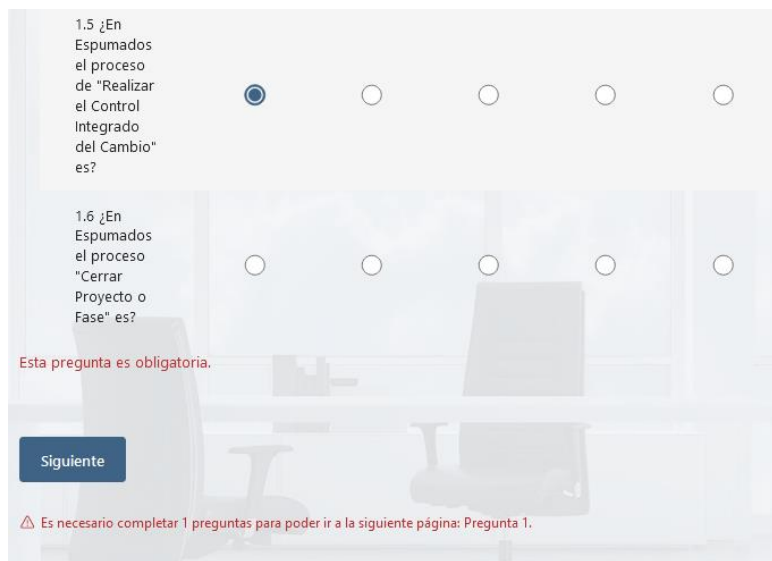 1.5 ¿En
Espumados
el proceso
de "Realizar
el Control
Integrado
del Cambio"
es?
1.6 ¿En
Espumados
el proceso
"Cerrar
Proyecto o
Fase" es?
Esta pregunta es obligatoria.
Siguiente
Es necesario completar 1 preguntas para poder ir a la siguiente página: Pregunta 1.